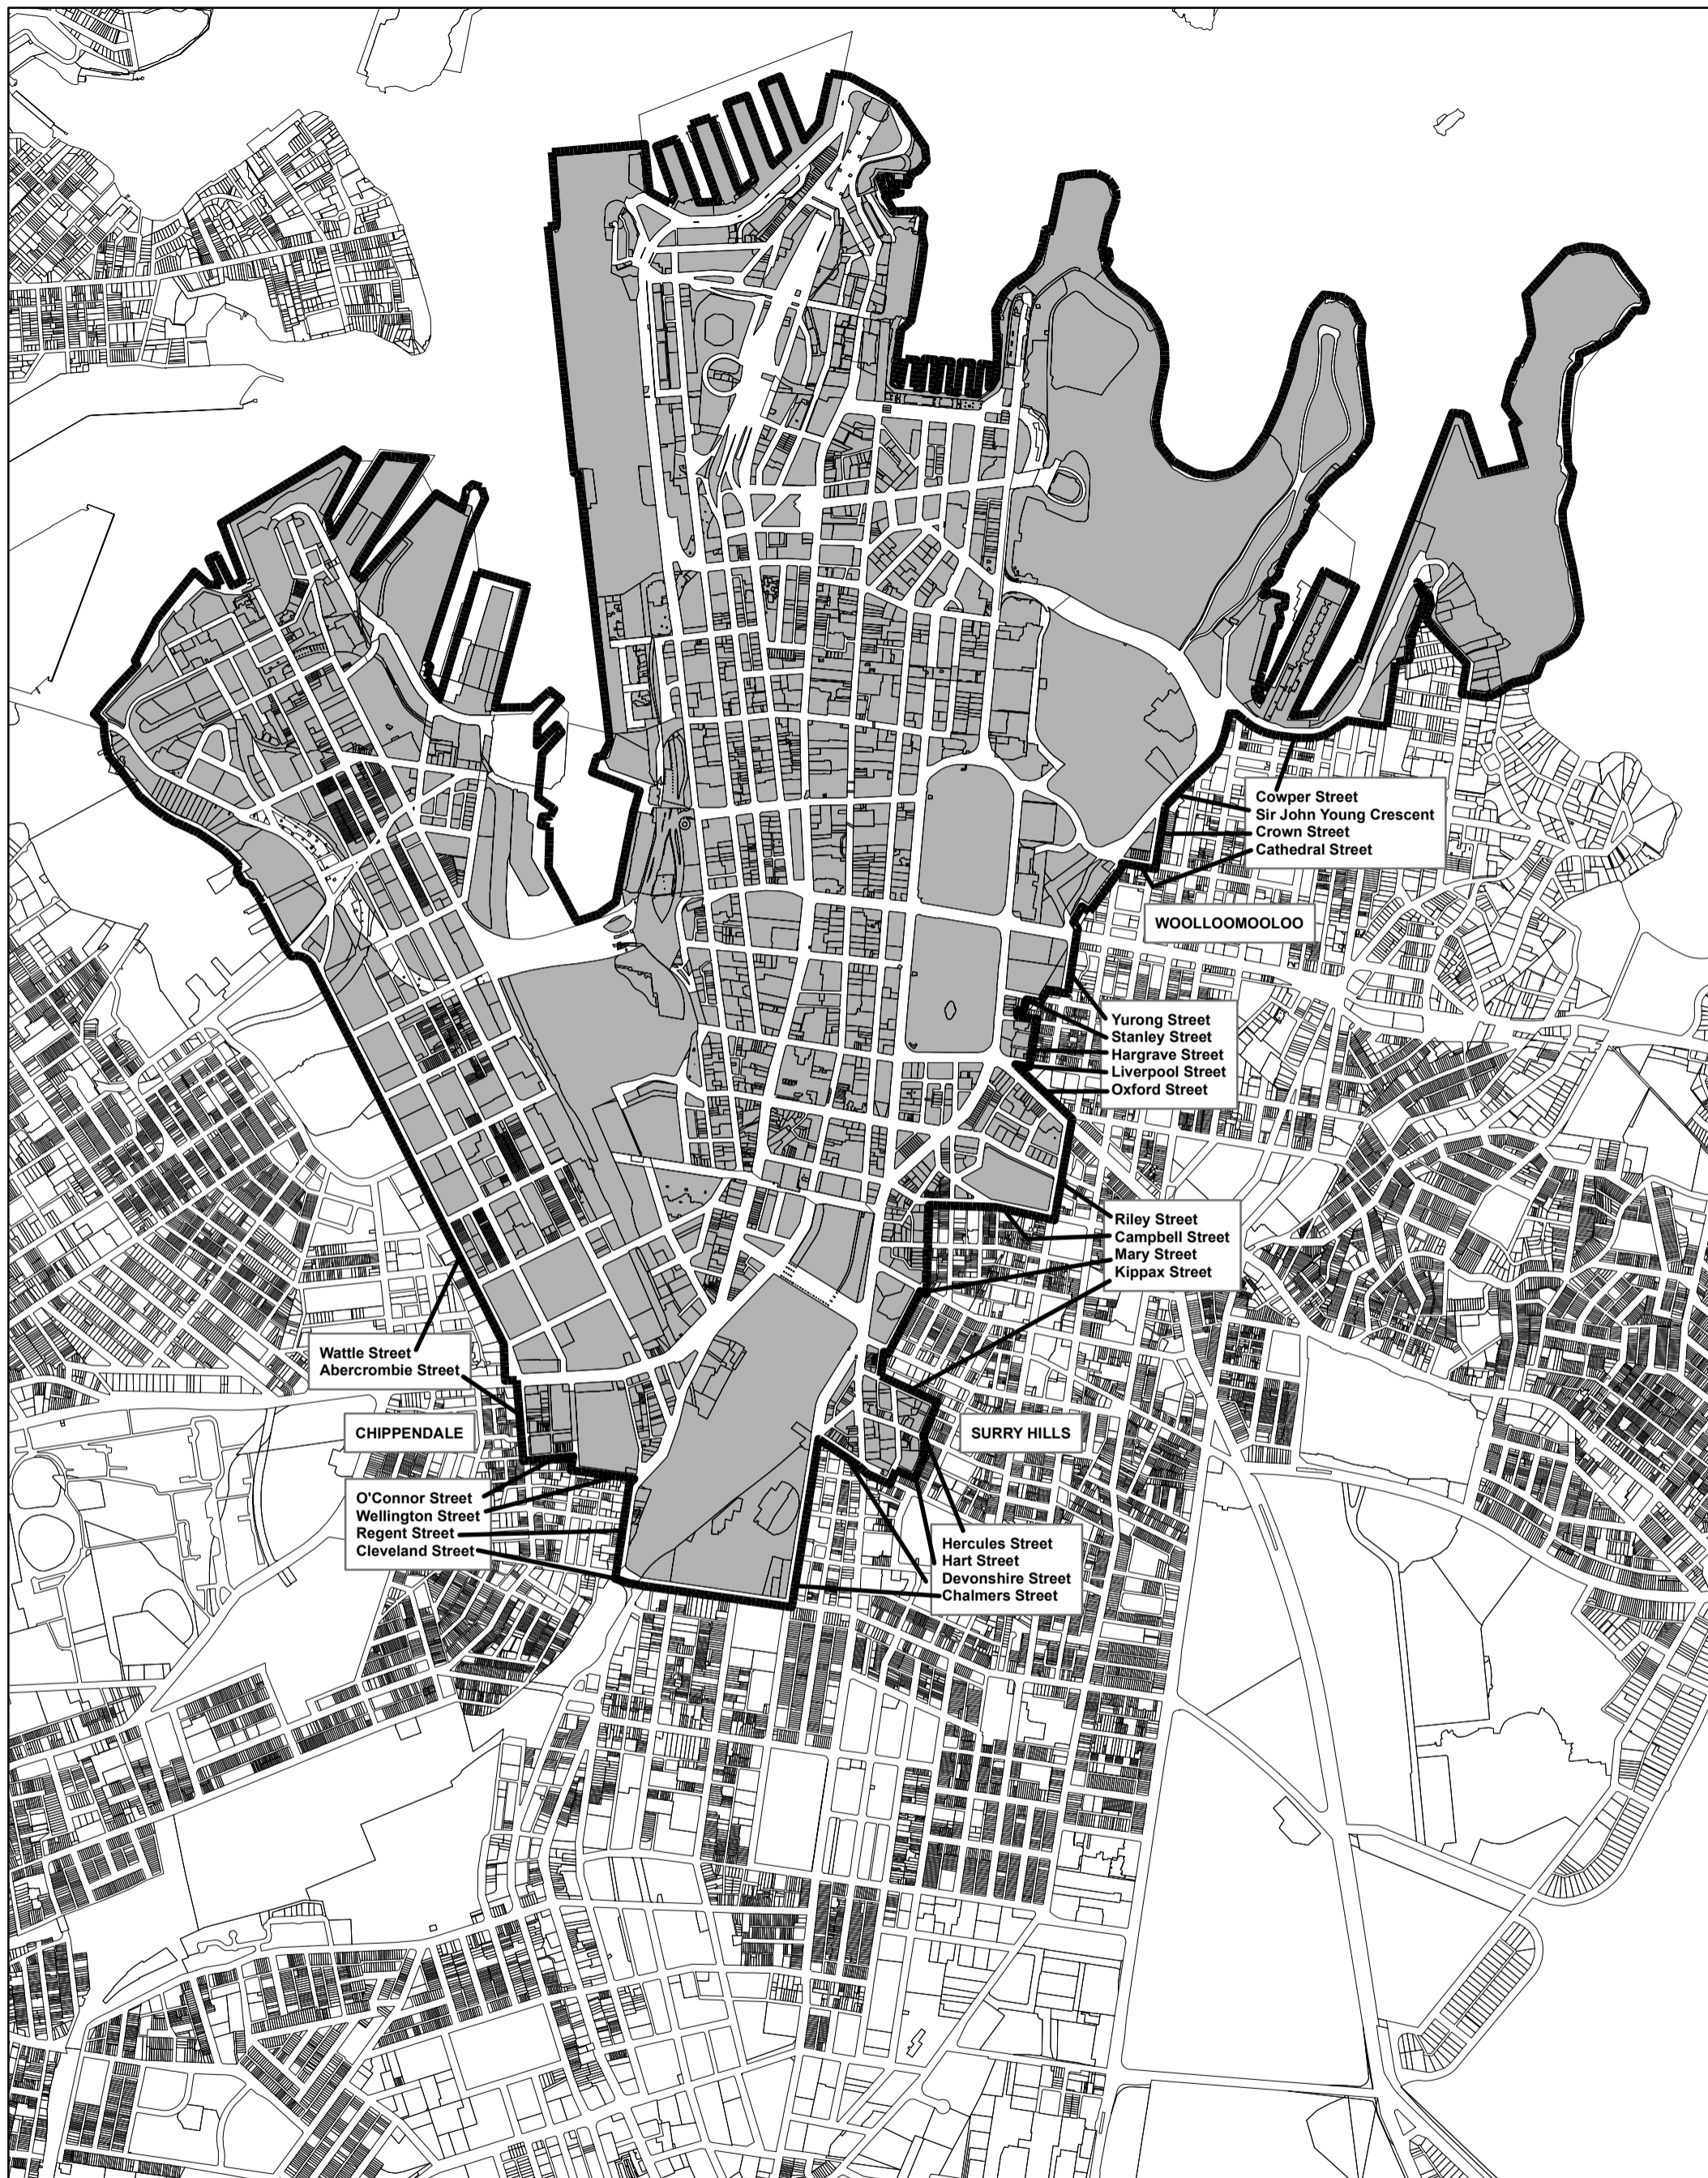 Cowper Street
Sir John Young Crescent
Crown Street
Cathedral Street
WOOLLOOMOOLOO
Yurong Street
Stanley Street
Hargrave Street
Liverpool Street
Oxford Street
Riley Street
Campbell Street
Mary Street
Kippax Street
Wattle Street
Abercrombie Street
CHIPPENDALE
SURRY HILLS
O'Connor Street
Wellington Street
Regent Street
Cleveland Street
Hercules Street
Hart Street
Devonshire Street
Chalmers Street